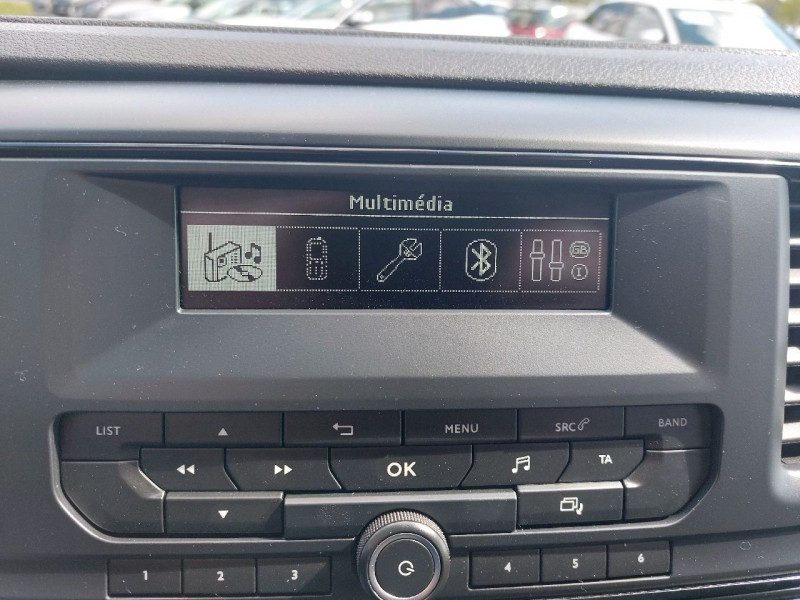 Multimédia
GB
I
LIST
MENU
SRC
BAND
OK
TA
1 2 3 4 5 6